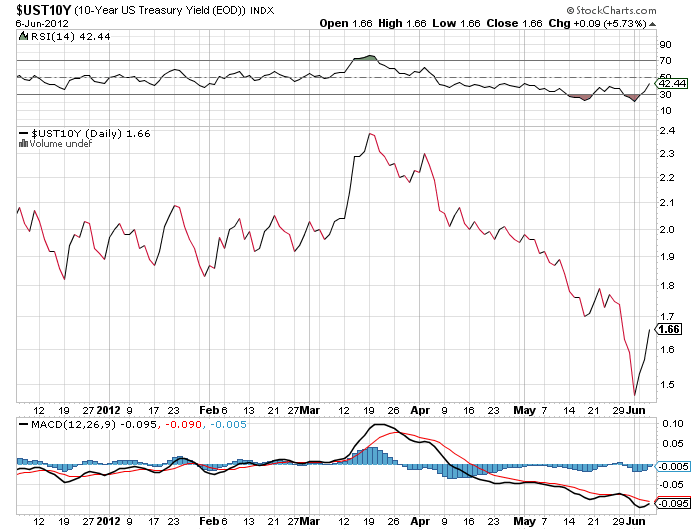 $UST10Y (10-Year US Treasury Yield (EOD)) INDX
© StockCharts.com
6-Jun-2012
Open 1.66 High 1.66 Low 1.66 Close 1.66 Chg +0.09 (+5.73%)
RSI(14) 42.44
90
70
50
42.44
30
10
$UST10Y (Daily) 1.66
Volume undef
2.4
2.3
2.2
2.1
2.0
1.9
1.8
1.7
1.66
1.6
1.5
12 19 27 2012 9 17 23 Feb 6 13 21 27 Mar 12 19 26 Apr 9 16 23 May 7 14 21 29 Jun
MACD(12,26,9) -0.095, -0.090, -0.005
0.10
0.05
-0.005
-0.05
-0.095
12 19 27 2012 9 17 23 Feb 6 13 21 27 Mar 12 19 26 Apr 9 16 23 May 7 14 21 29 Jun